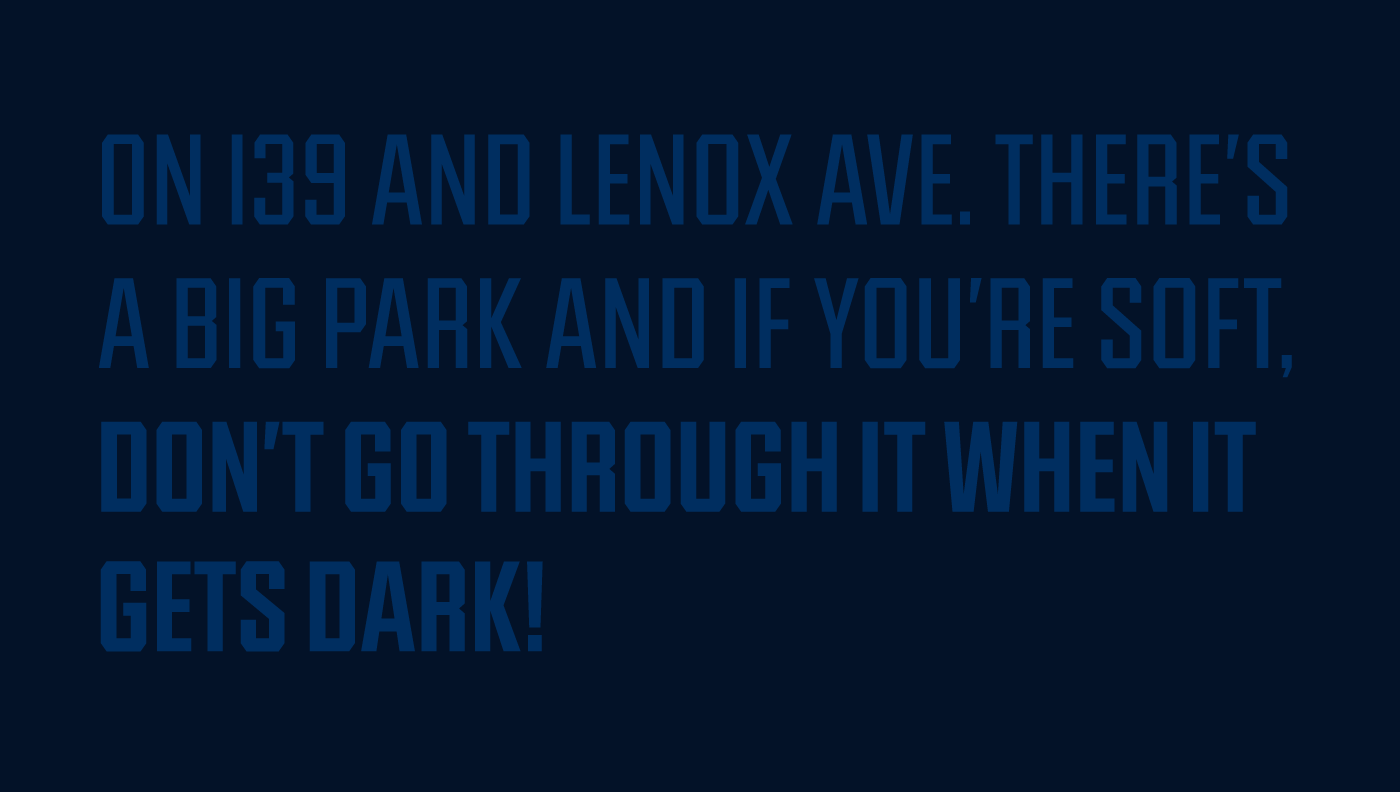 ON 139 AND LENOX AVE. THERE’S
A BIG PARK AND IF YOU’RE SOFT,
DON’T GO THROUGH IT WHEN IT
GETS DARK!